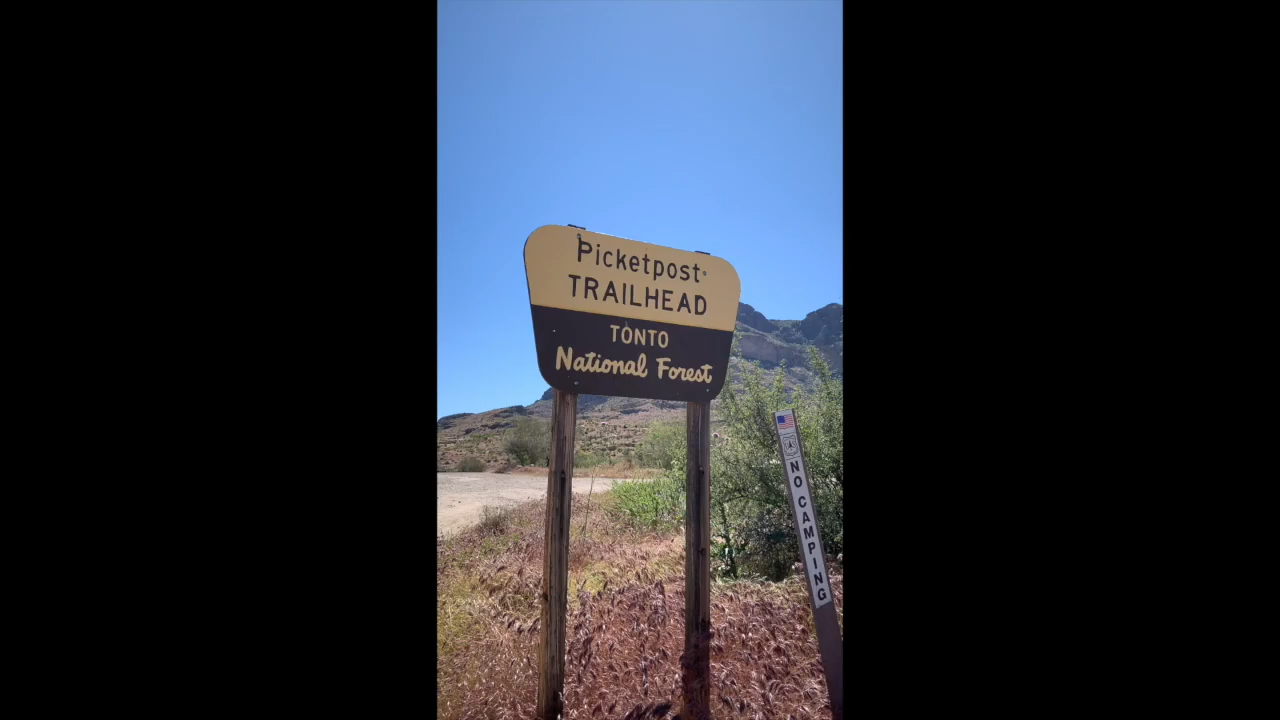 Picketpost
TRAILHEAD
TONTO
National Forest
NO CAMPING